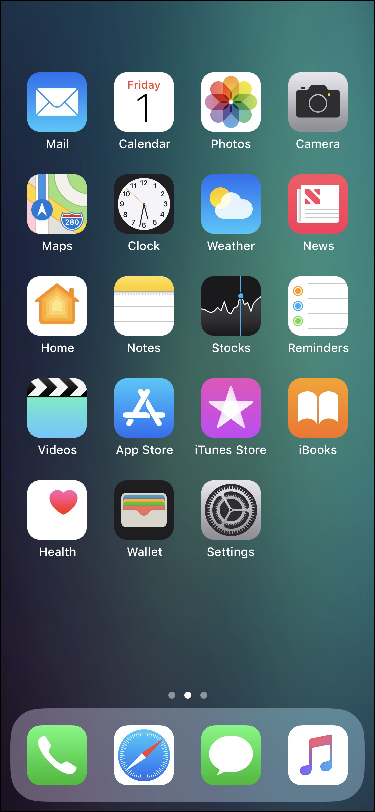 Friday
1
Mail
Calendar
Photos
Camera
280
Maps
Clock
Weather
News
Home
Notes
Stocks
Reminders
Videos
App Store
iTunes Store
iBooks
Health
Wallet
Settings